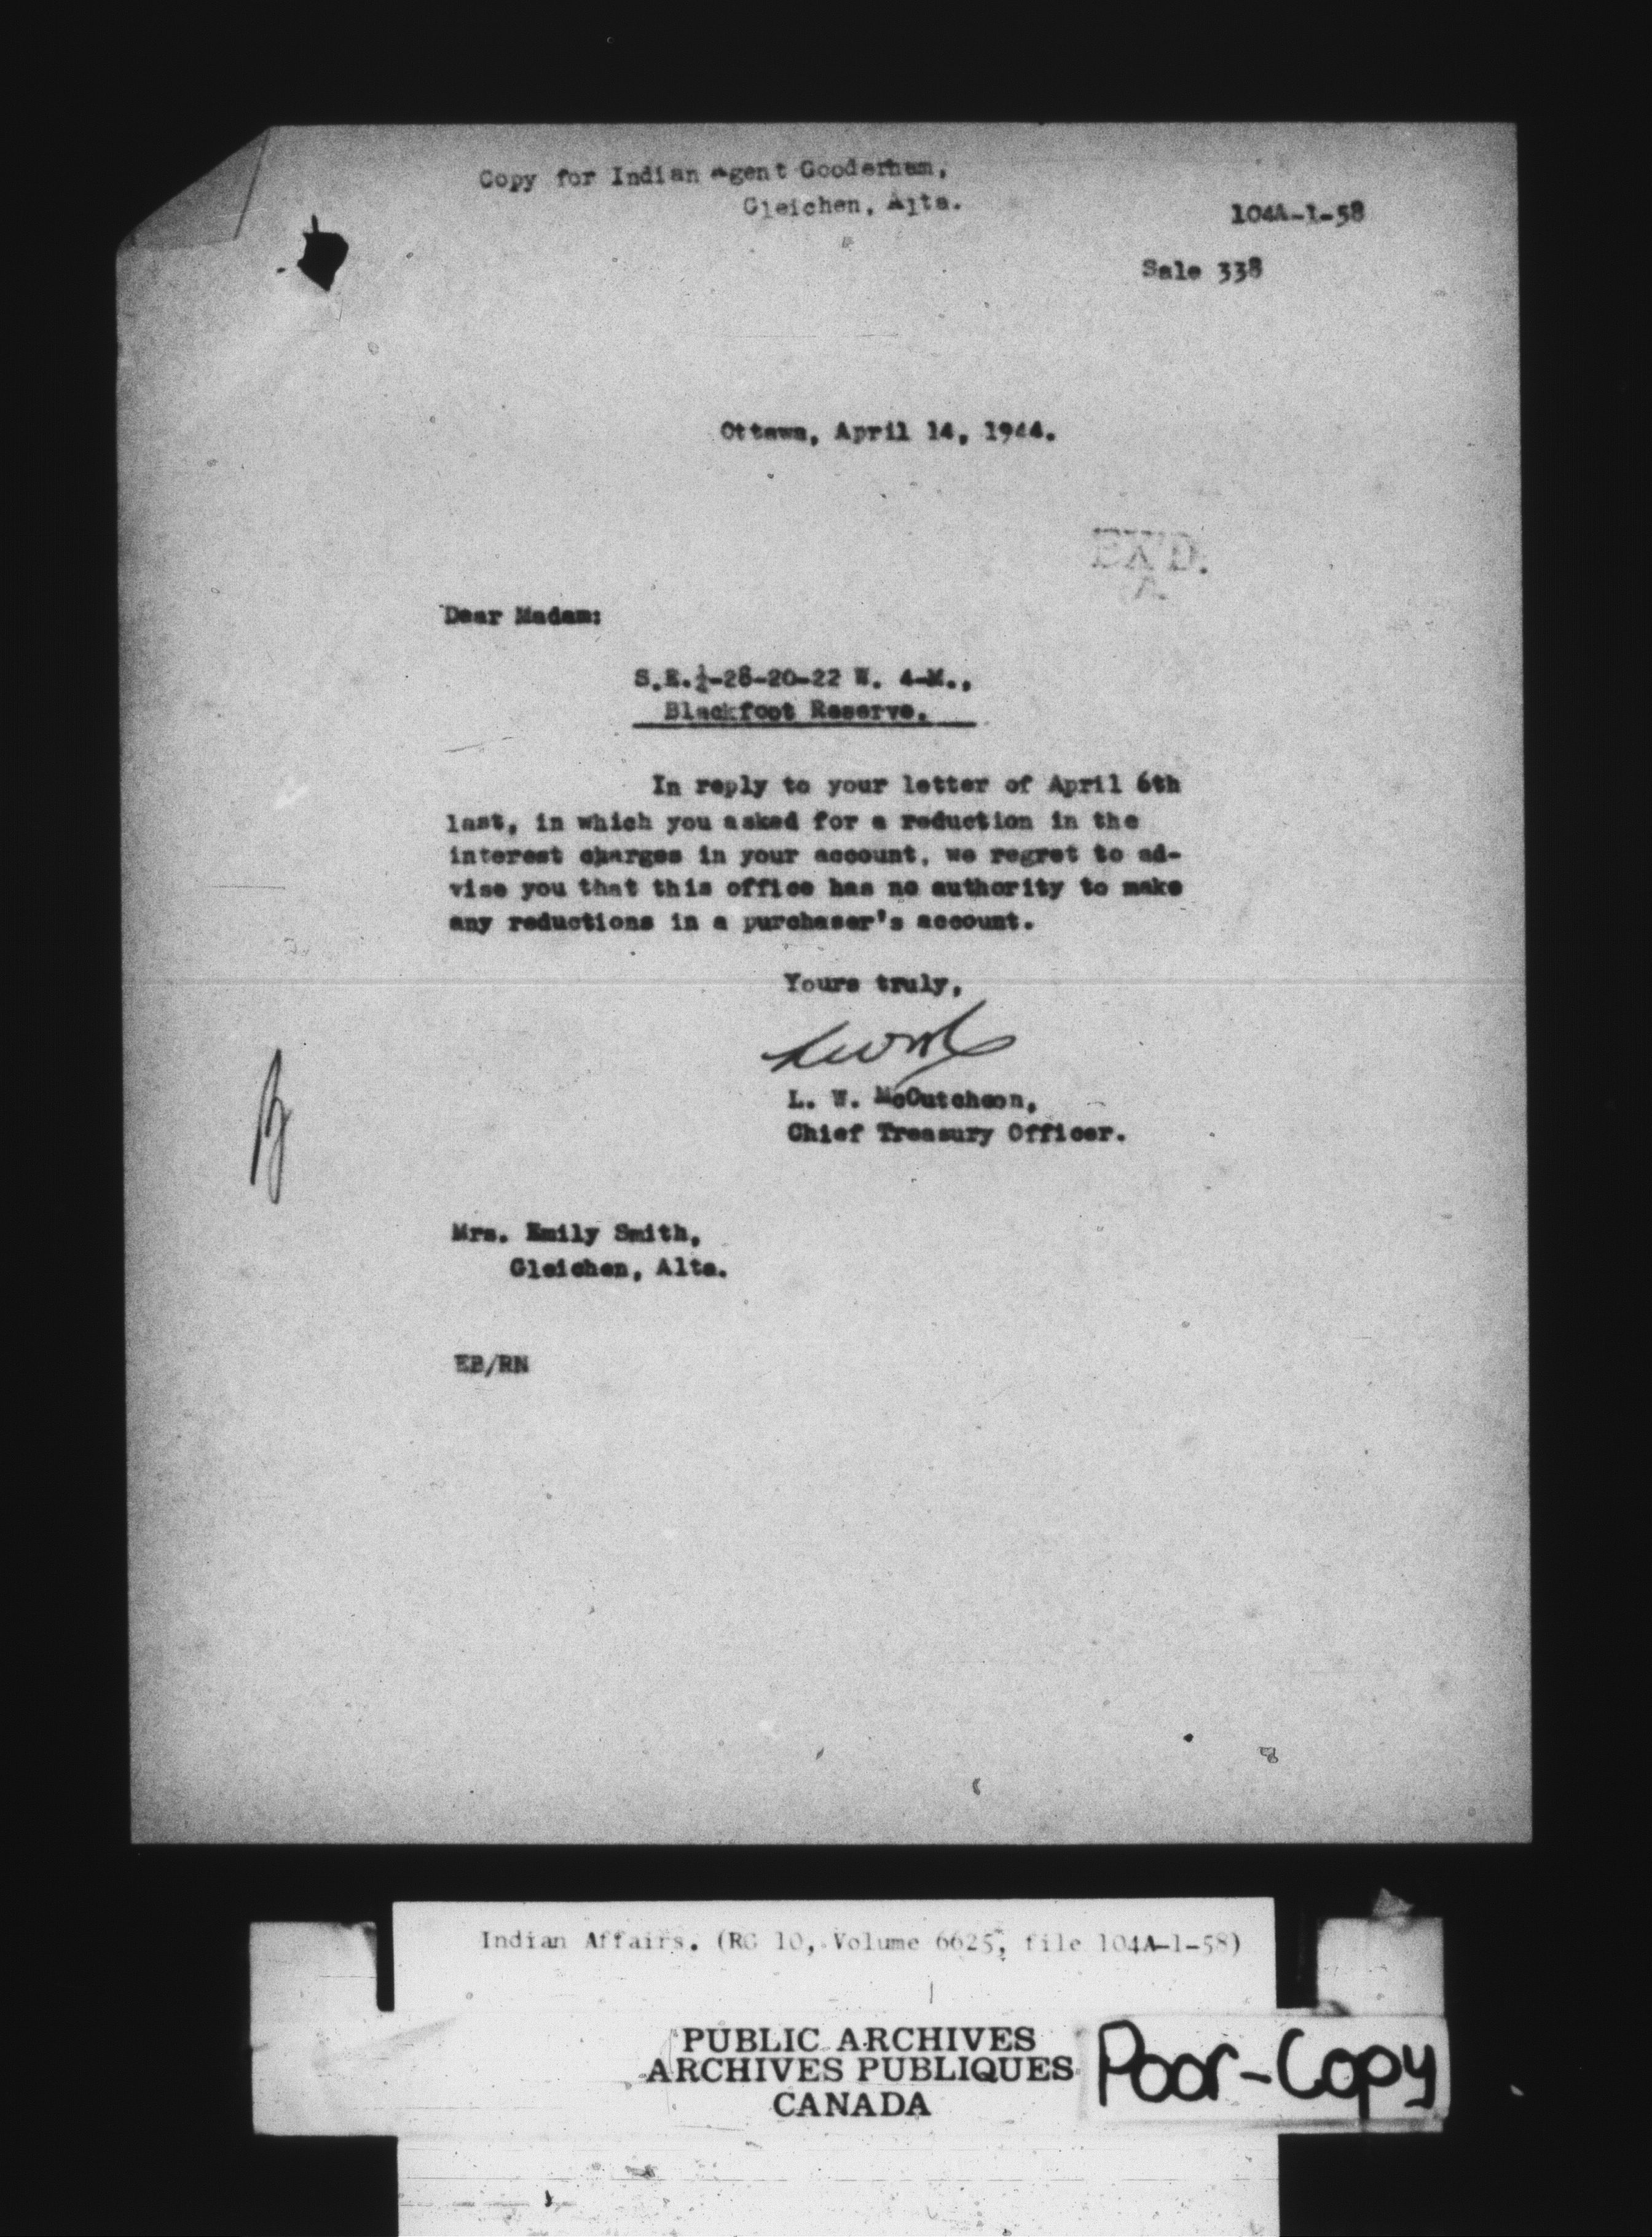 Copy for Indian Agent Gooderham,
Gleichen, Alta.
104A-1-58
Sale 338
Ottawa, April 14, 1944.
EX'D.
Dear Madam:
S.E.¼-28-20-22 W. 4-M.,
Blackfoot Reserve.
In reply to your letter of April 6th
last, in which you asked for a reduction in the
interest charges in your account, we regret to ad-
vise you that this office has no authority to make
any reductions in a purchaser's account.
Yours truly,
L. W. McCutcheon,
Chief Treasury Officer.
Mrs. Emily Smith,
Gleichen, Alta.
EB/RN
Indian Affairs. (RG 10, Volume 6625, file 104A-1-58)
PUBLIC ARCHIVES
ARCHIVES PUBLIQUES
CANADA
Poor-Copy